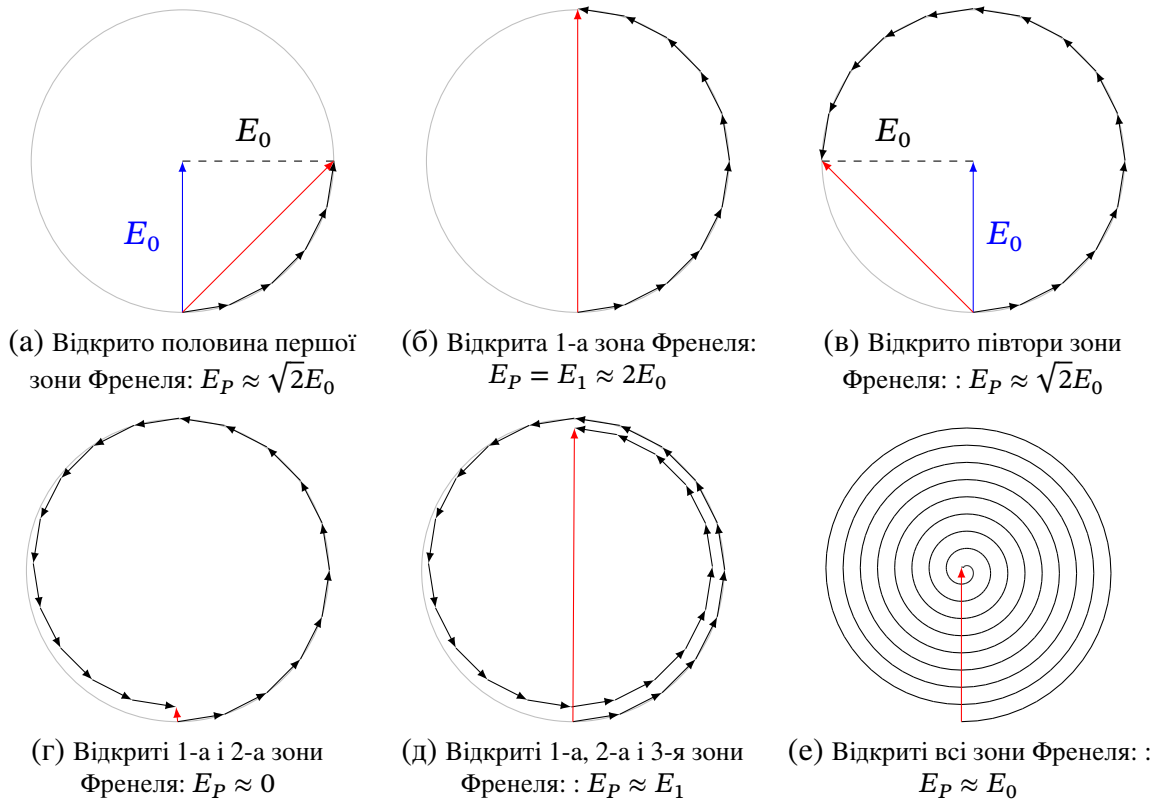 E₀
E₀
(а) Відкрито половина першої
зони Френеля: E_P ≈ √2E₀
(б) Відкрита 1-а зона Френеля:
E_P = E₁ ≈ 2E₀
E₀
E₀
(в) Відкрито півтори зони
Френеля: : E_P ≈ √2E₀
(г) Відкриті 1-а і 2-а зони
Френеля: E_P ≈ 0
(д) Відкриті 1-а, 2-а і 3-я зони
Френеля: : E_P ≈ E₁
(е) Відкриті всі зони Френеля: :
E_P ≈ E₀